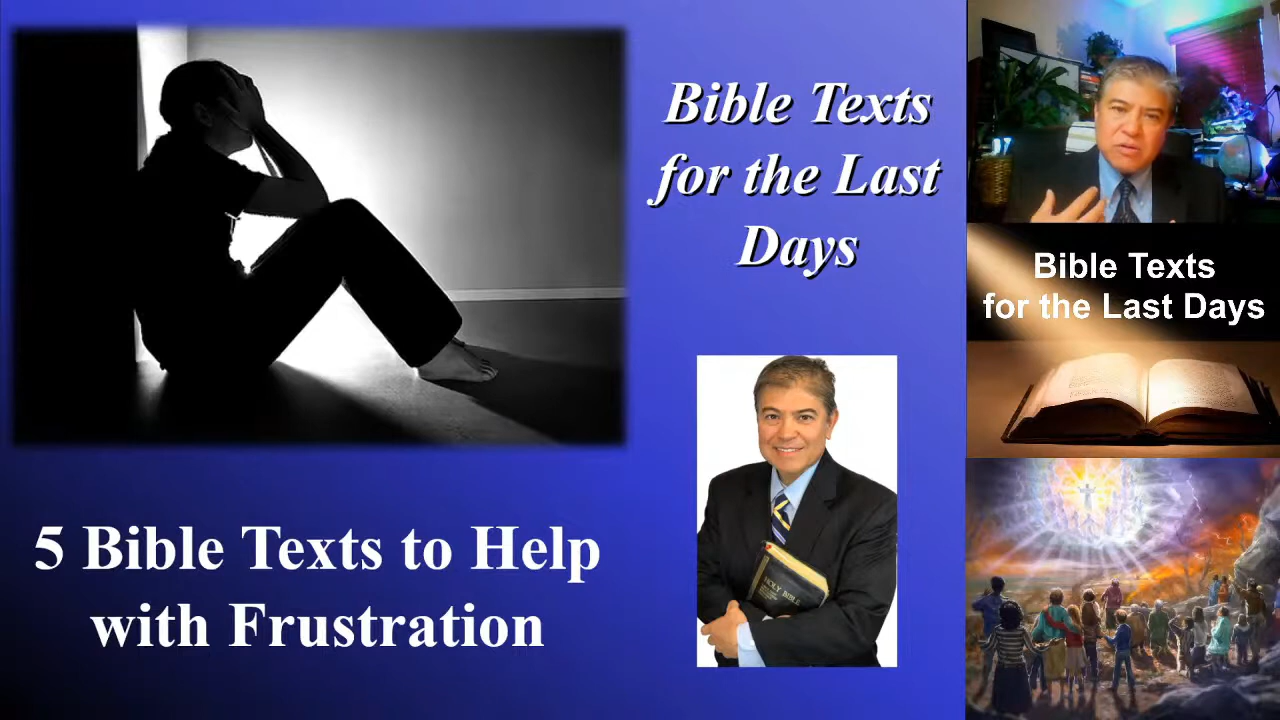 Bible Texts
for the Last
Days
5 Bible Texts to Help
with Frustration
HOLY BIBLE
Bible Texts
for the Last Days